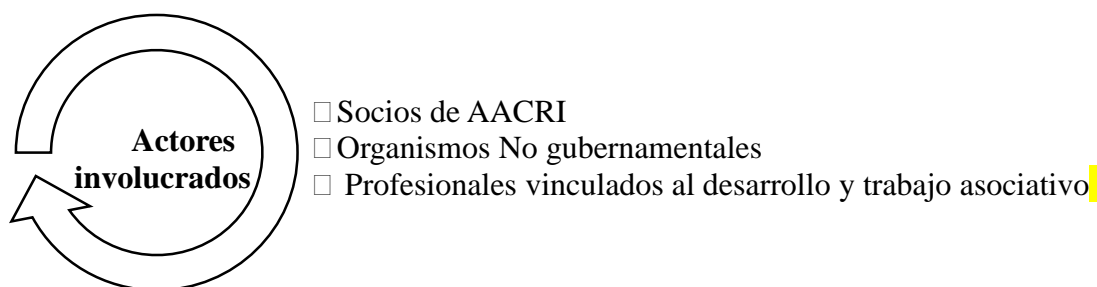 Actores
involucrados
□ Socios de AACRI
□ Organismos No gubernamentales
□ Profesionales vinculados al desarrollo y trabajo asociativo